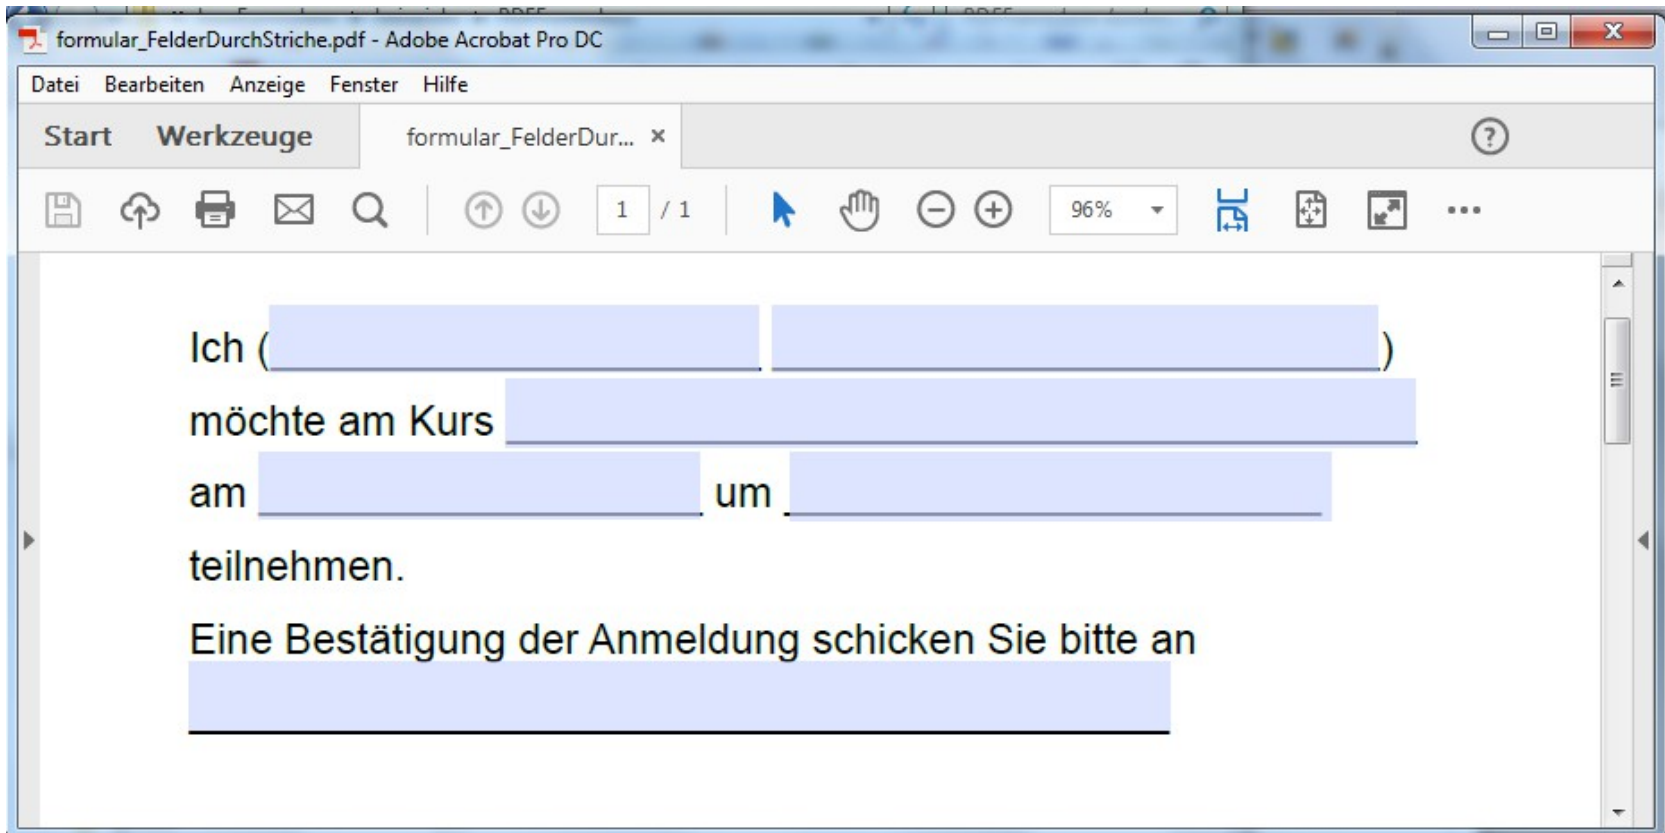 formular_FelderDurchStriche.pdf - Adobe Acrobat Pro DC
Datei Bearbeiten Anzeige Fenster Hilfe
Start Werkzeuge formular_FelderDur... ×
1 / 1 96%
Ich ( )
möchte am Kurs
am um
teilnehmen.
Eine Bestätigung der Anmeldung schicken Sie bitte an